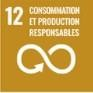 12 CONSOMMATION
ET PRODUCTION
RESPONSABLES